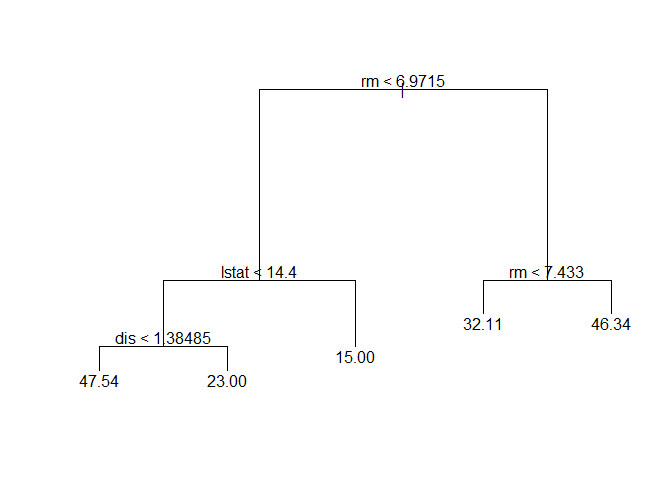 rm < 6.9715
lstat < 14.4
rm < 7.433
dis < 1.38485
32.11
46.34
15.00
47.54
23.00